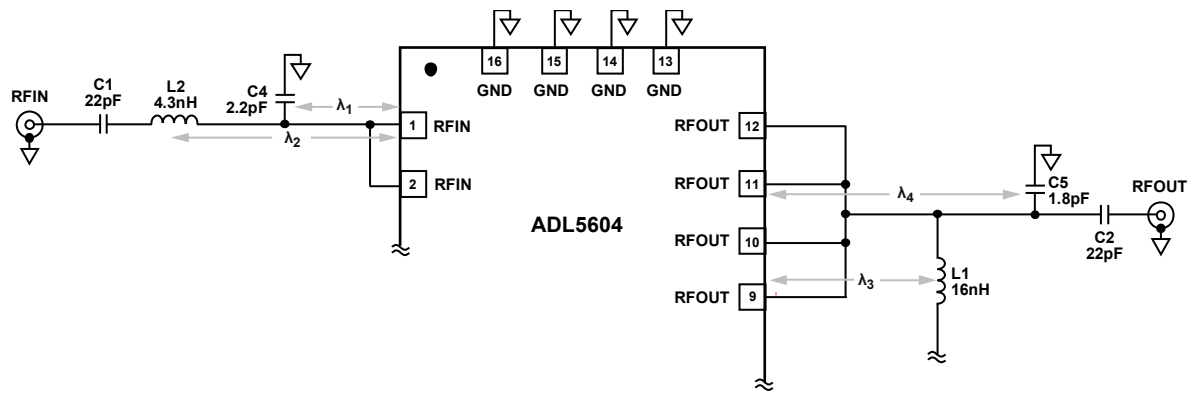 16 15 14 13
GND GND GND GND
RFIN
C1
22pF
L2
4.3nH
C4
2.2pF
λ1
λ2
1 RFIN
2 RFIN
ADL5604
RFOUT 12
RFOUT 11
RFOUT 10
RFOUT 9
λ4
λ3
L1
16nH
C5
1.8pF
C2
22pF
RFOUT